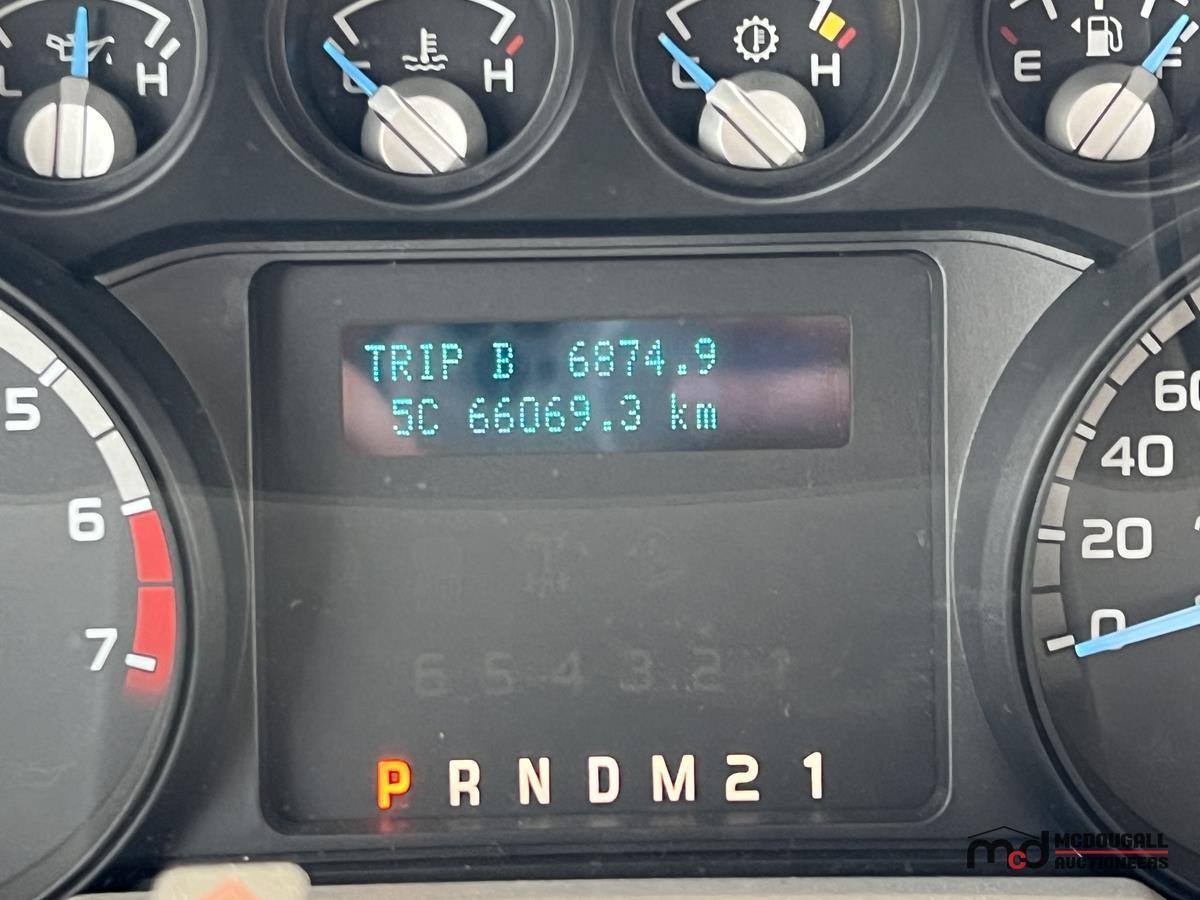 L H
C H
C H
E F
TRIP B 6874.9
5C 66069.3 km
5
6
7
60
40
20
0
6 5 4 3 2 1
P R N D M 2 1
mcd MCDOUGALL
AUCTIONEERS